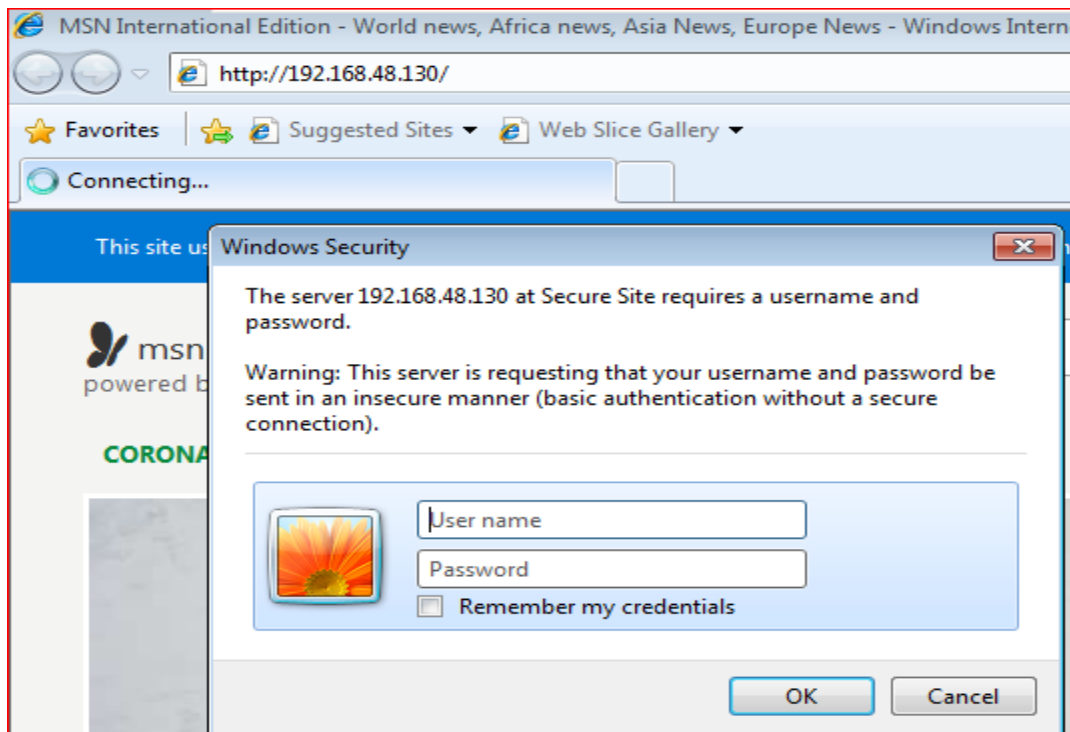 MSN International Edition - World news, Africa news, Asia News, Europe News - Windows Intern
http://192.168.48.130/
Favorites Suggested Sites Web Slice Gallery
Connecting...
This site us
Windows Security
The server 192.168.48.130 at Secure Site requires a username and
password.
Warning: This server is requesting that your username and password be
sent in an insecure manner (basic authentication without a secure
connection).
msn
powered b
CORONA
User name
Password
Remember my credentials
OK Cancel